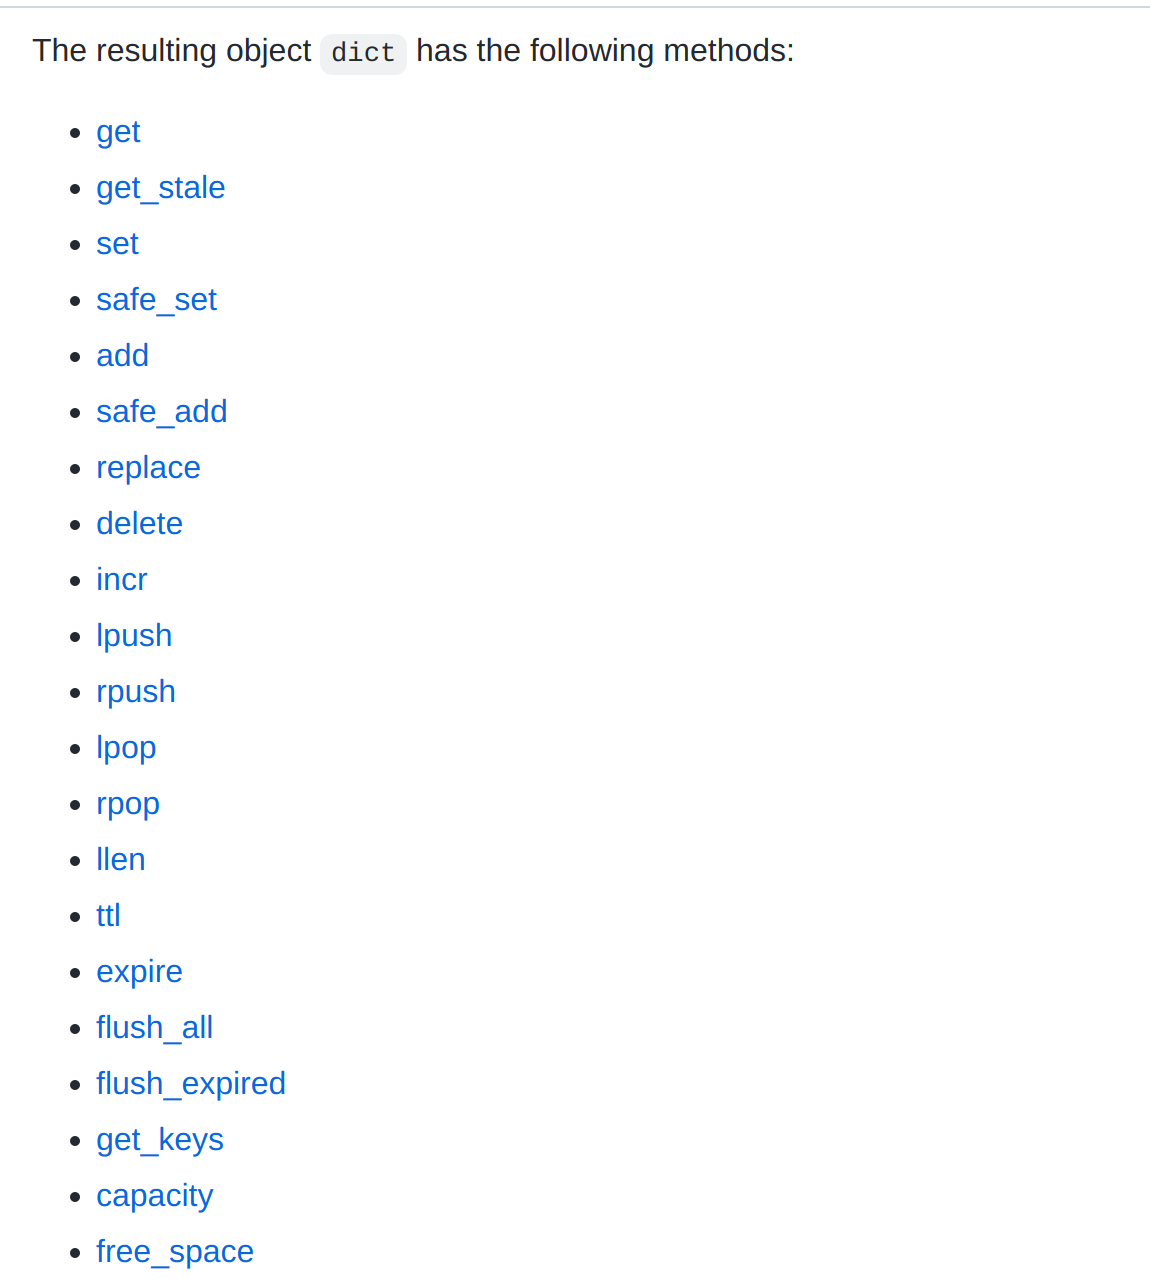 The resulting object dict has the following methods:
get
get_stale
set
safe_set
add
safe_add
replace
delete
incr
lpush
rpush
lpop
rpop
llen
ttl
expire
flush_all
flush_expired
get_keys
capacity
free_space